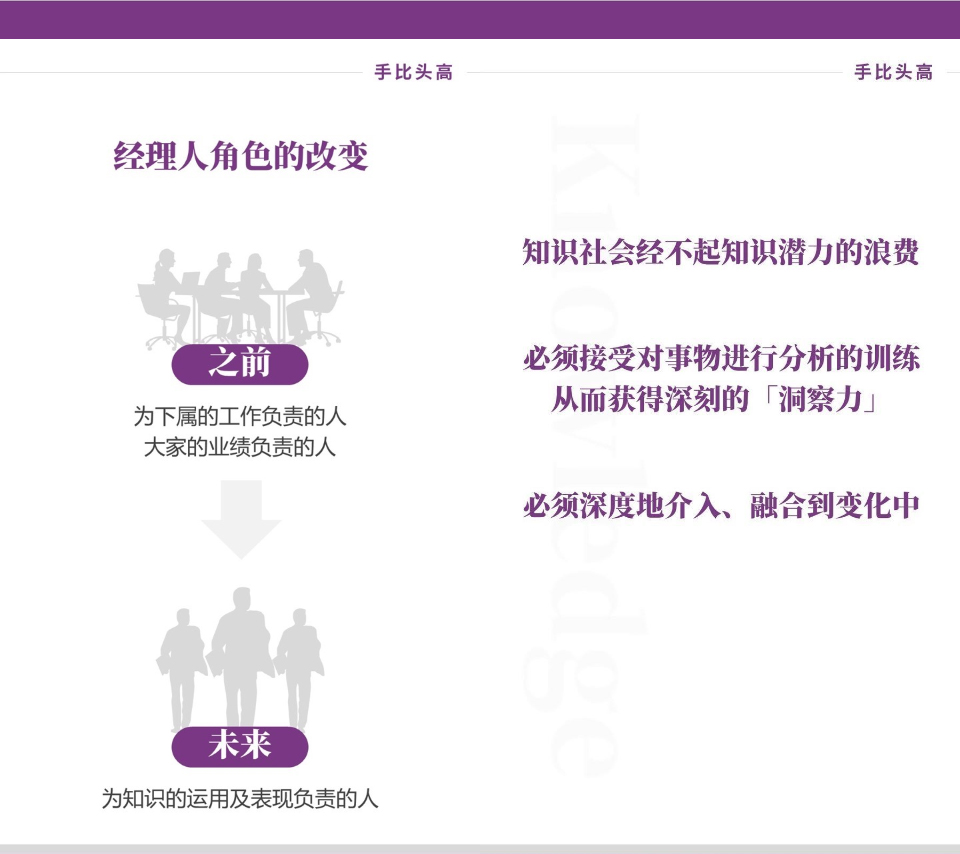 手比头高
经理人角色的改变
之前
为下属的工作负责的人
大家的业绩负责的人
未来
为知识的运用及表现负责的人
手比头高
Knowledge
知识社会经不起知识潜力的浪费
必须接受对事物进行分析的训练
从而获得深刻的「洞察力」
必须深度地介入、融合到变化中